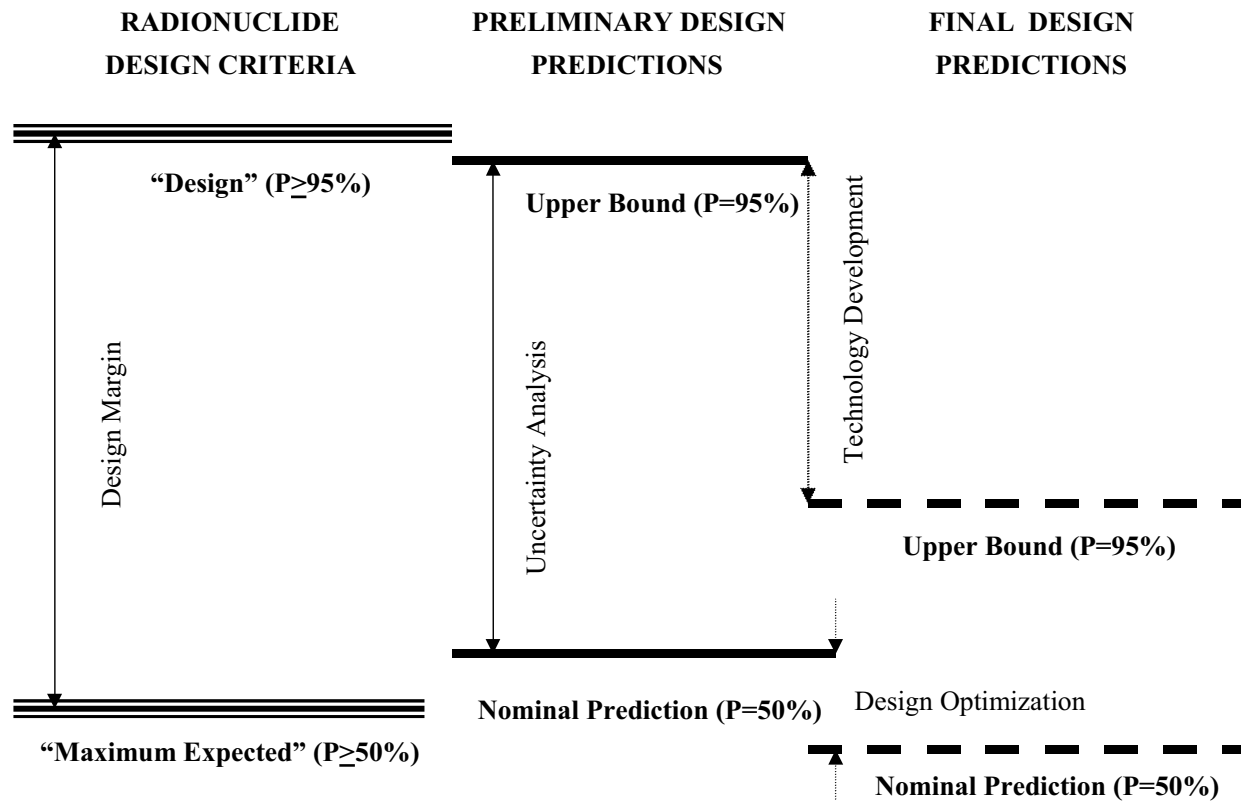 RADIONUCLIDE
DESIGN CRITERIA
PRELIMINARY DESIGN
PREDICTIONS
FINAL DESIGN
PREDICTIONS
“Design” (P≥95%)
Upper Bound (P=95%)
Design Margin
Uncertainty Analysis
Technology Development
Upper Bound (P=95%)
Nominal Prediction (P=50%)
Design Optimization
“Maximum Expected” (P≥50%)
Nominal Prediction (P=50%)